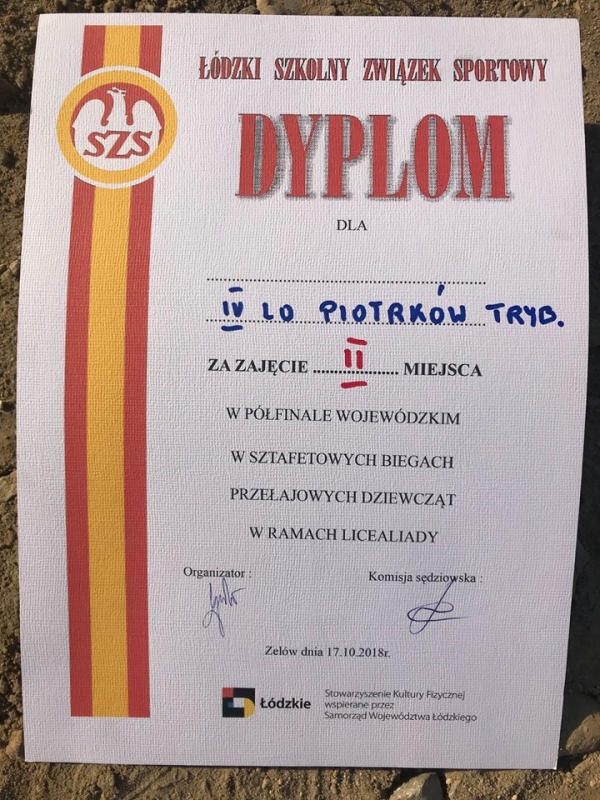 ŁÓDZKI SZKOLNY ZWIĄZEK SPORTOWY
SZS
DYPLOM
DLA
IV LO PIOTRKÓW TRYB.
ZA ZAJĘCIE ..........II.......... MIEJSCA
W PÓŁFINALE WOJEWÓDZKIM
W SZTAFETOWYCH BIEGACH
PRZEŁAJOWYCH DZIEWCZĄT
W RAMACH LICEALIADY
Organizator : Komisja sędziowska :
Zelów dnia 17.10.2018r.
Łódzkie
Stowarzyszenie Kultury Fizycznej
wspierane przez
Samorząd Województwa Łódzkiego